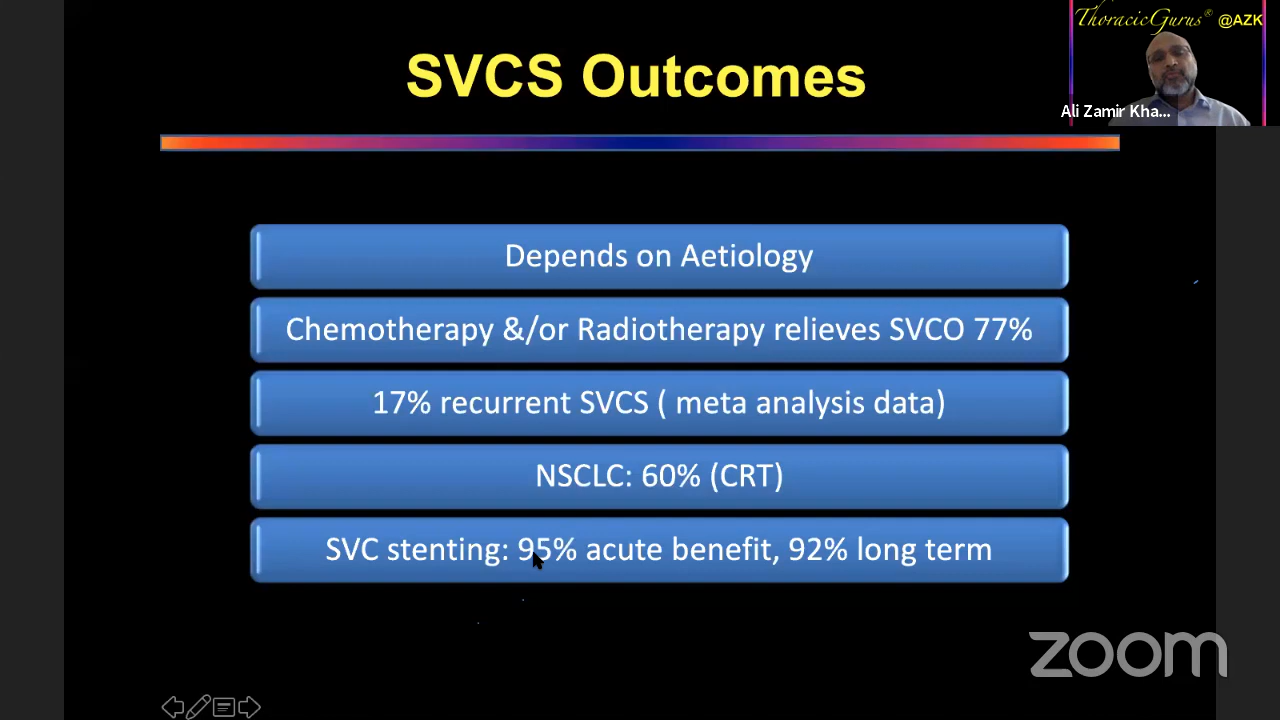 ThoracicGurus® @AZK
SVCS Outcomes
Ali Zamir Kha...
Depends on Aetiology
Chemotherapy &/or Radiotherapy relieves SVCO 77%
17% recurrent SVCS ( meta analysis data)
NSCLC: 60% (CRT)
SVC stenting: 95% acute benefit, 92% long term
zoom